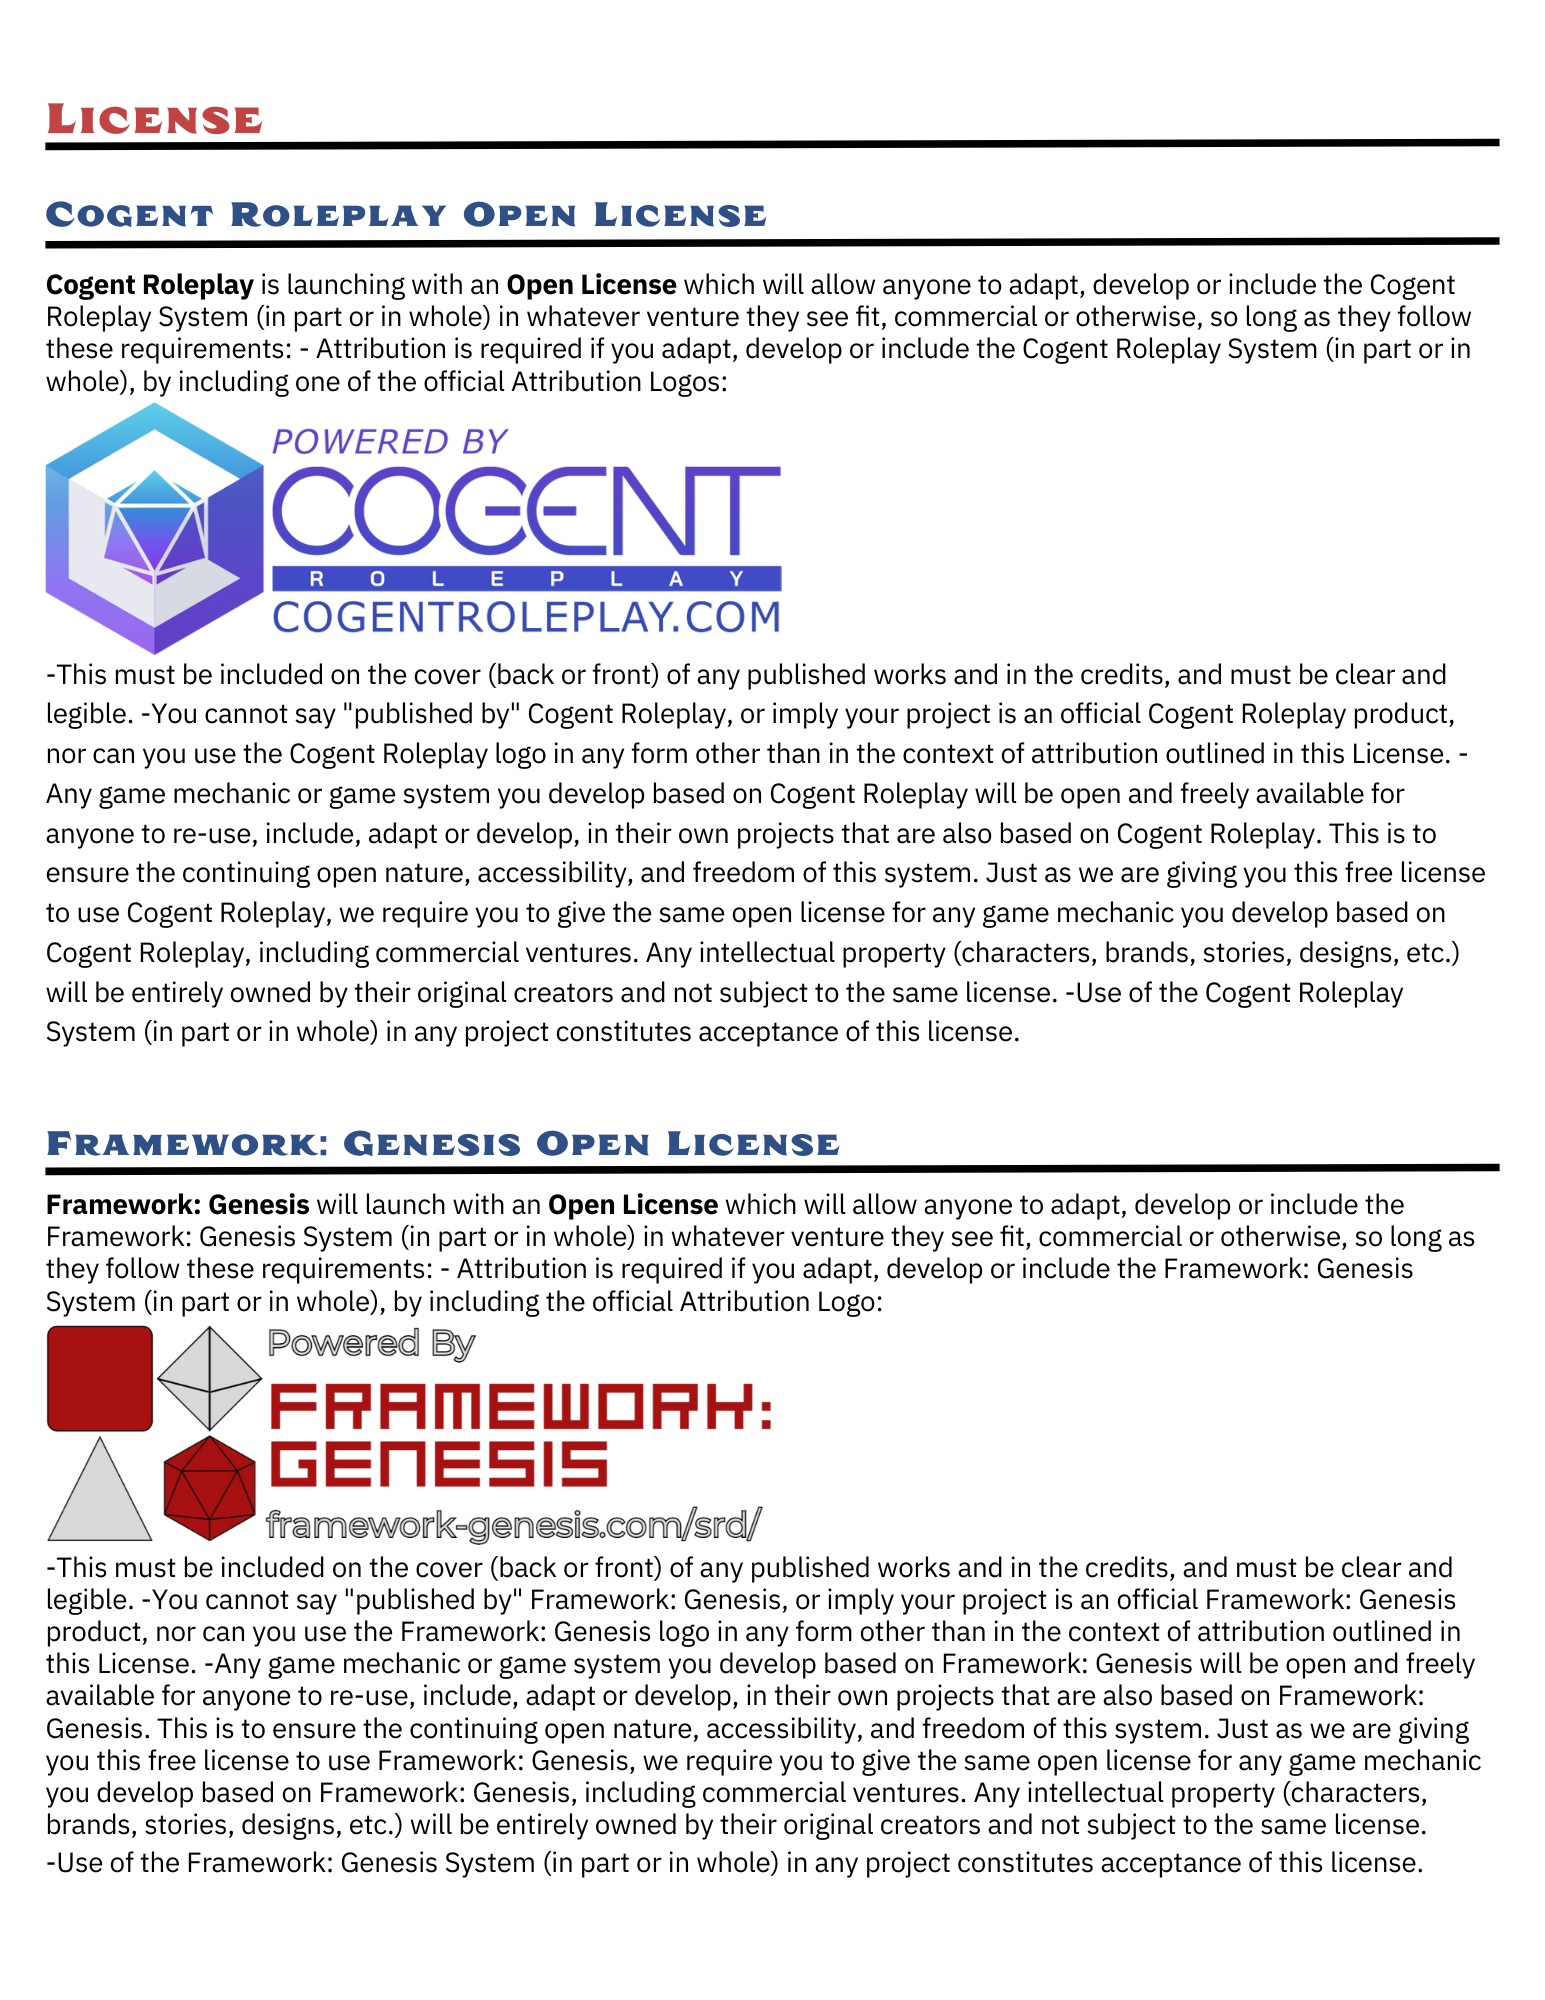 License
Cogent Roleplay Open License
Cogent Roleplay is launching with an Open License which will allow anyone to adapt, develop or include the Cogent
Roleplay System (in part or in whole) in whatever venture they see fit, commercial or otherwise, so long as they follow
these requirements: - Attribution is required if you adapt, develop or include the Cogent Roleplay System (in part or in
whole), by including one of the official Attribution Logos:
POWERED BY
COGENT
ROLEPLAY
COGENTROLEPLAY.COM
-This must be included on the cover (back or front) of any published works and in the credits, and must be clear and
legible. -You cannot say "published by" Cogent Roleplay, or imply your project is an official Cogent Roleplay product,
nor can you use the Cogent Roleplay logo in any form other than in the context of attribution outlined in this License. -
Any game mechanic or game system you develop based on Cogent Roleplay will be open and freely available for
anyone to re-use, include, adapt or develop, in their own projects that are also based on Cogent Roleplay. This is to
ensure the continuing open nature, accessibility, and freedom of this system. Just as we are giving you this free license
to use Cogent Roleplay, we require you to give the same open license for any game mechanic you develop based on
Cogent Roleplay, including commercial ventures. Any intellectual property (characters, brands, stories, designs, etc.)
will be entirely owned by their original creators and not subject to the same license. -Use of the Cogent Roleplay
System (in part or in whole) in any project constitutes acceptance of this license.
Framework: Genesis Open License
Framework: Genesis will launch with an Open License which will allow anyone to adapt, develop or include the
Framework: Genesis System (in part or in whole) in whatever venture they see fit, commercial or otherwise, so long as
they follow these requirements: - Attribution is required if you adapt, develop or include the Framework: Genesis
System (in part or in whole), by including the official Attribution Logo:
Powered By
FRAMEWORK:
GENESIS
framework-genesis.com/srd/
-This must be included on the cover (back or front) of any published works and in the credits, and must be clear and
legible. -You cannot say "published by" Framework: Genesis, or imply your project is an official Framework: Genesis
product, nor can you use the Framework: Genesis logo in any form other than in the context of attribution outlined in
this License. -Any game mechanic or game system you develop based on Framework: Genesis will be open and freely
available for anyone to re-use, include, adapt or develop, in their own projects that are also based on Framework:
Genesis. This is to ensure the continuing open nature, accessibility, and freedom of this system. Just as we are giving
you this free license to use Framework: Genesis, we require you to give the same open license for any game mechanic
you develop based on Framework: Genesis, including commercial ventures. Any intellectual property (characters,
brands, stories, designs, etc.) will be entirely owned by their original creators and not subject to the same license.
-Use of the Framework: Genesis System (in part or in whole) in any project constitutes acceptance of this license.